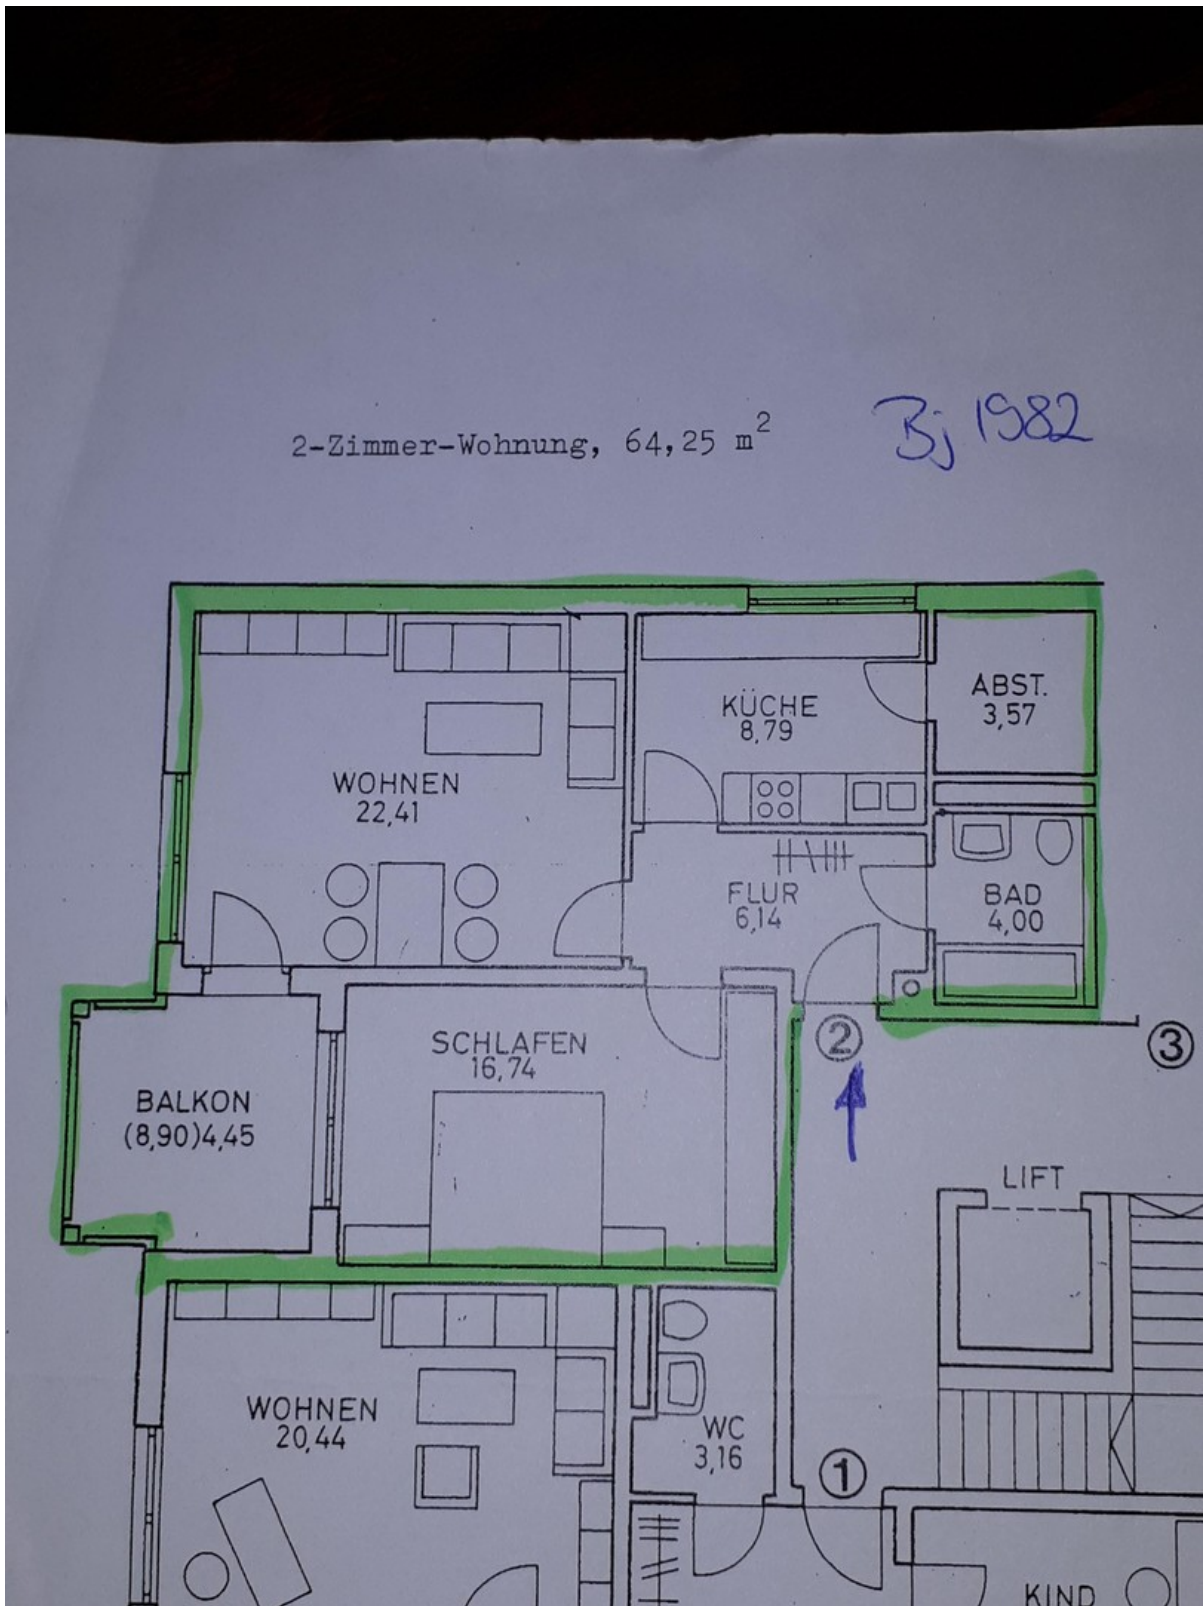 2-Zimmer-Wohnung, 64,25 m²
Bj 1982
ABST.
3,57
KÜCHE
8,79
WOHNEN
22,41
FLUR
6,14
BAD
4,00
SCHLAFEN
16,74
②
③
BALKON
(8,90)4,45
LIFT
WOHNEN
20,44
WC
3,16
①
KIND